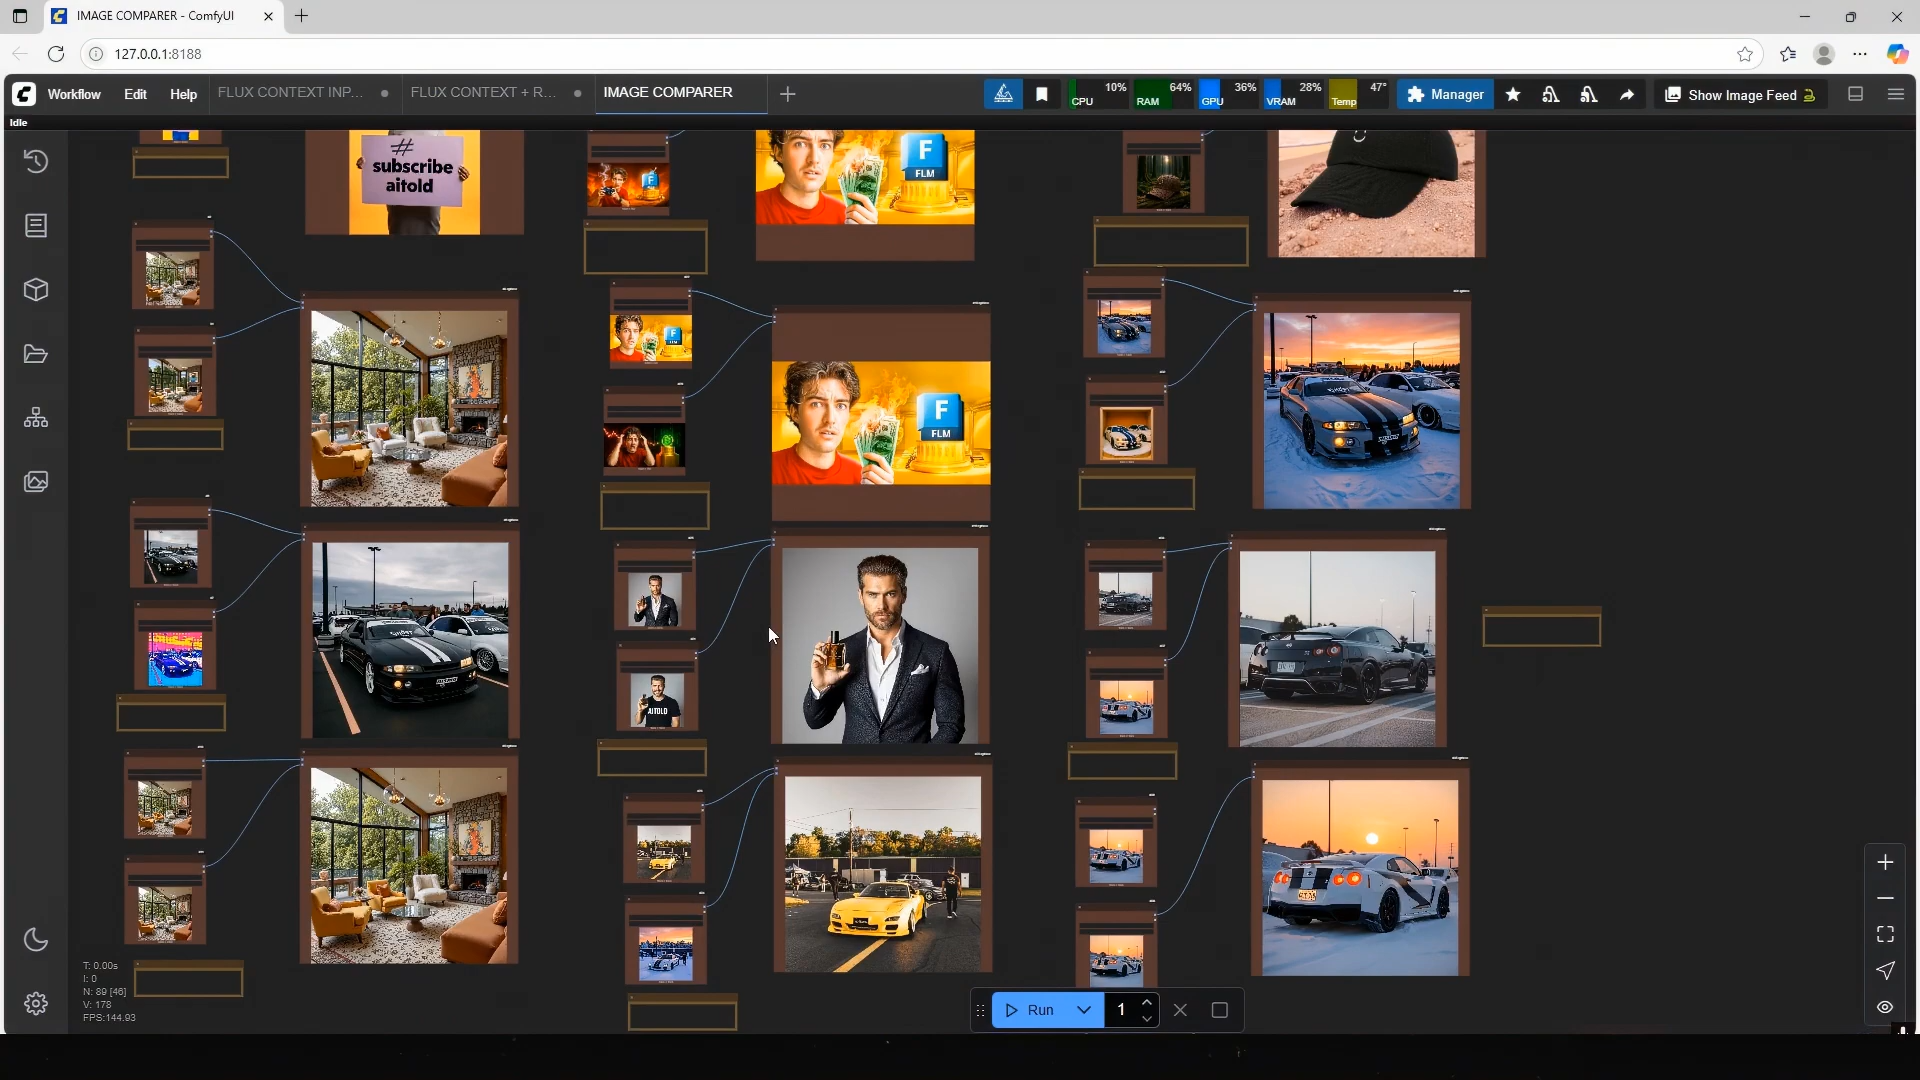 IMAGE COMPARER - ComfyUI
127.0.0.1:8188
Workflow
Edit
Help
FLUX CONTEXT INP...
FLUX CONTEXT + R...
IMAGE COMPARER
CPU
10%
RAM
64%
GPU
36%
VRAM
28%
Temp
47°
Manager
Show Image Feed
Idle
#
subscribe
aitold
F
FLM
F
FLM
AITOLD
T: 0.00s
I: 0
N: 89 [46]
V: 178
FPS:144.93
Run
1